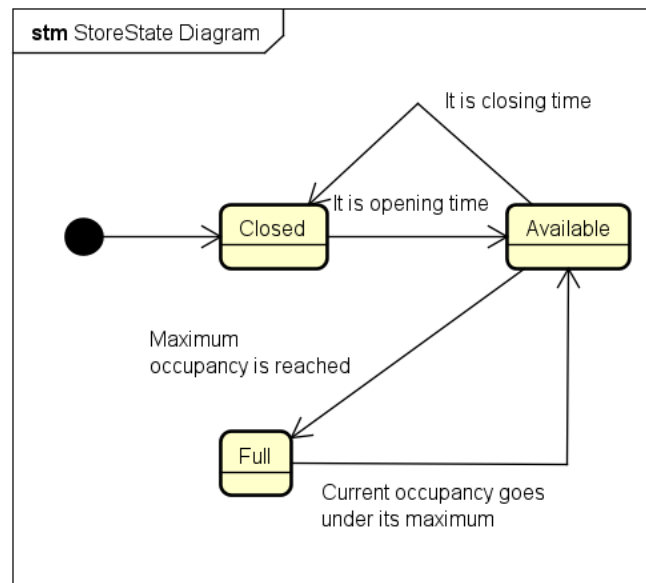 stm StoreState Diagram
It is closing time
It is opening time
Closed
Available
Maximum
occupancy is reached
Full
Current occupancy goes
under its maximum